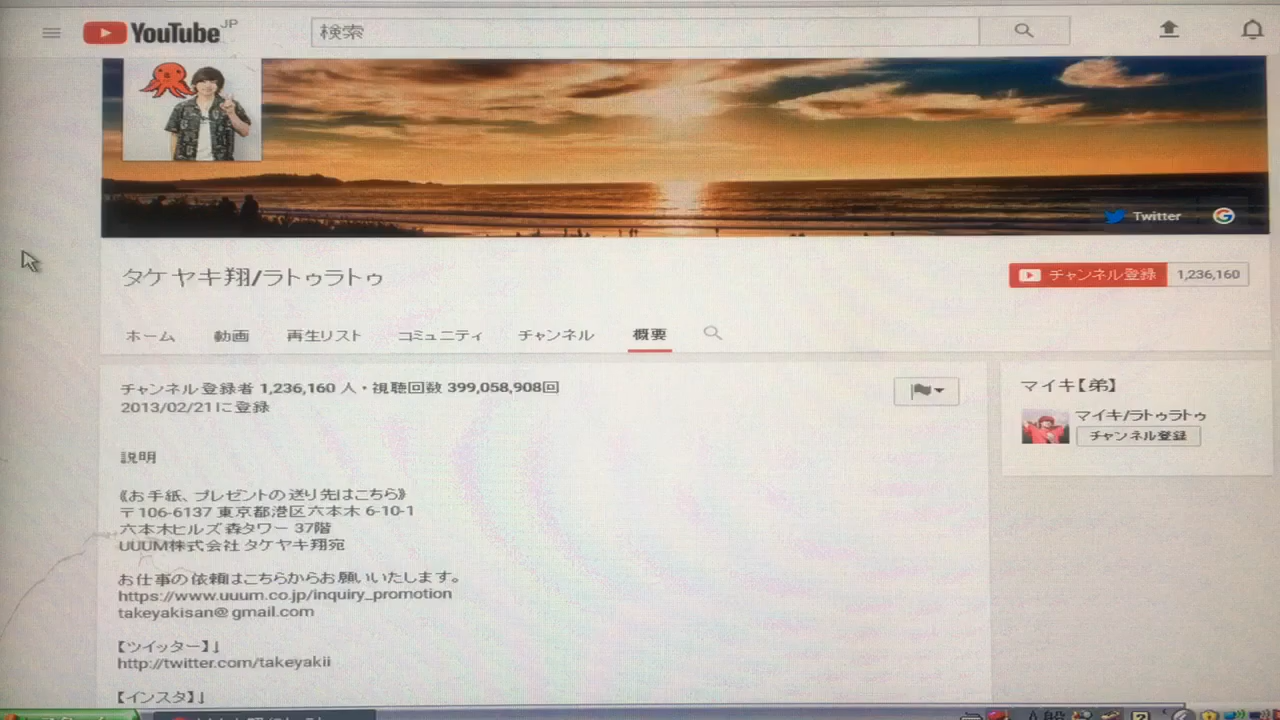 YouTube JP
検索
Twitter
タケヤキ翔/ラトゥラトゥ
チャンネル登録 1,236,160
ホーム 動画 再生リスト コミュニティ チャンネル 概要
チャンネル登録者 1,236,160 人・視聴回数 399,058,908回
2013/02/21に登録
説明
《お手紙、プレゼントの送り先はこちら》
〒106-6137 東京都港区六本木 6-10-1
六本木ヒルズ森タワー 37階
UUUM株式会社 タケヤキ翔宛
お仕事の依頼はこちらからお願いいたします。
https://www.uuum.co.jp/inquiry_promotion
takeyakisan@gmail.com
【ツイッター】↓
http://twitter.com/takeyakii
【インスタ】↓
マイキ【弟】
マイキ/ラトゥラトゥ
チャンネル登録